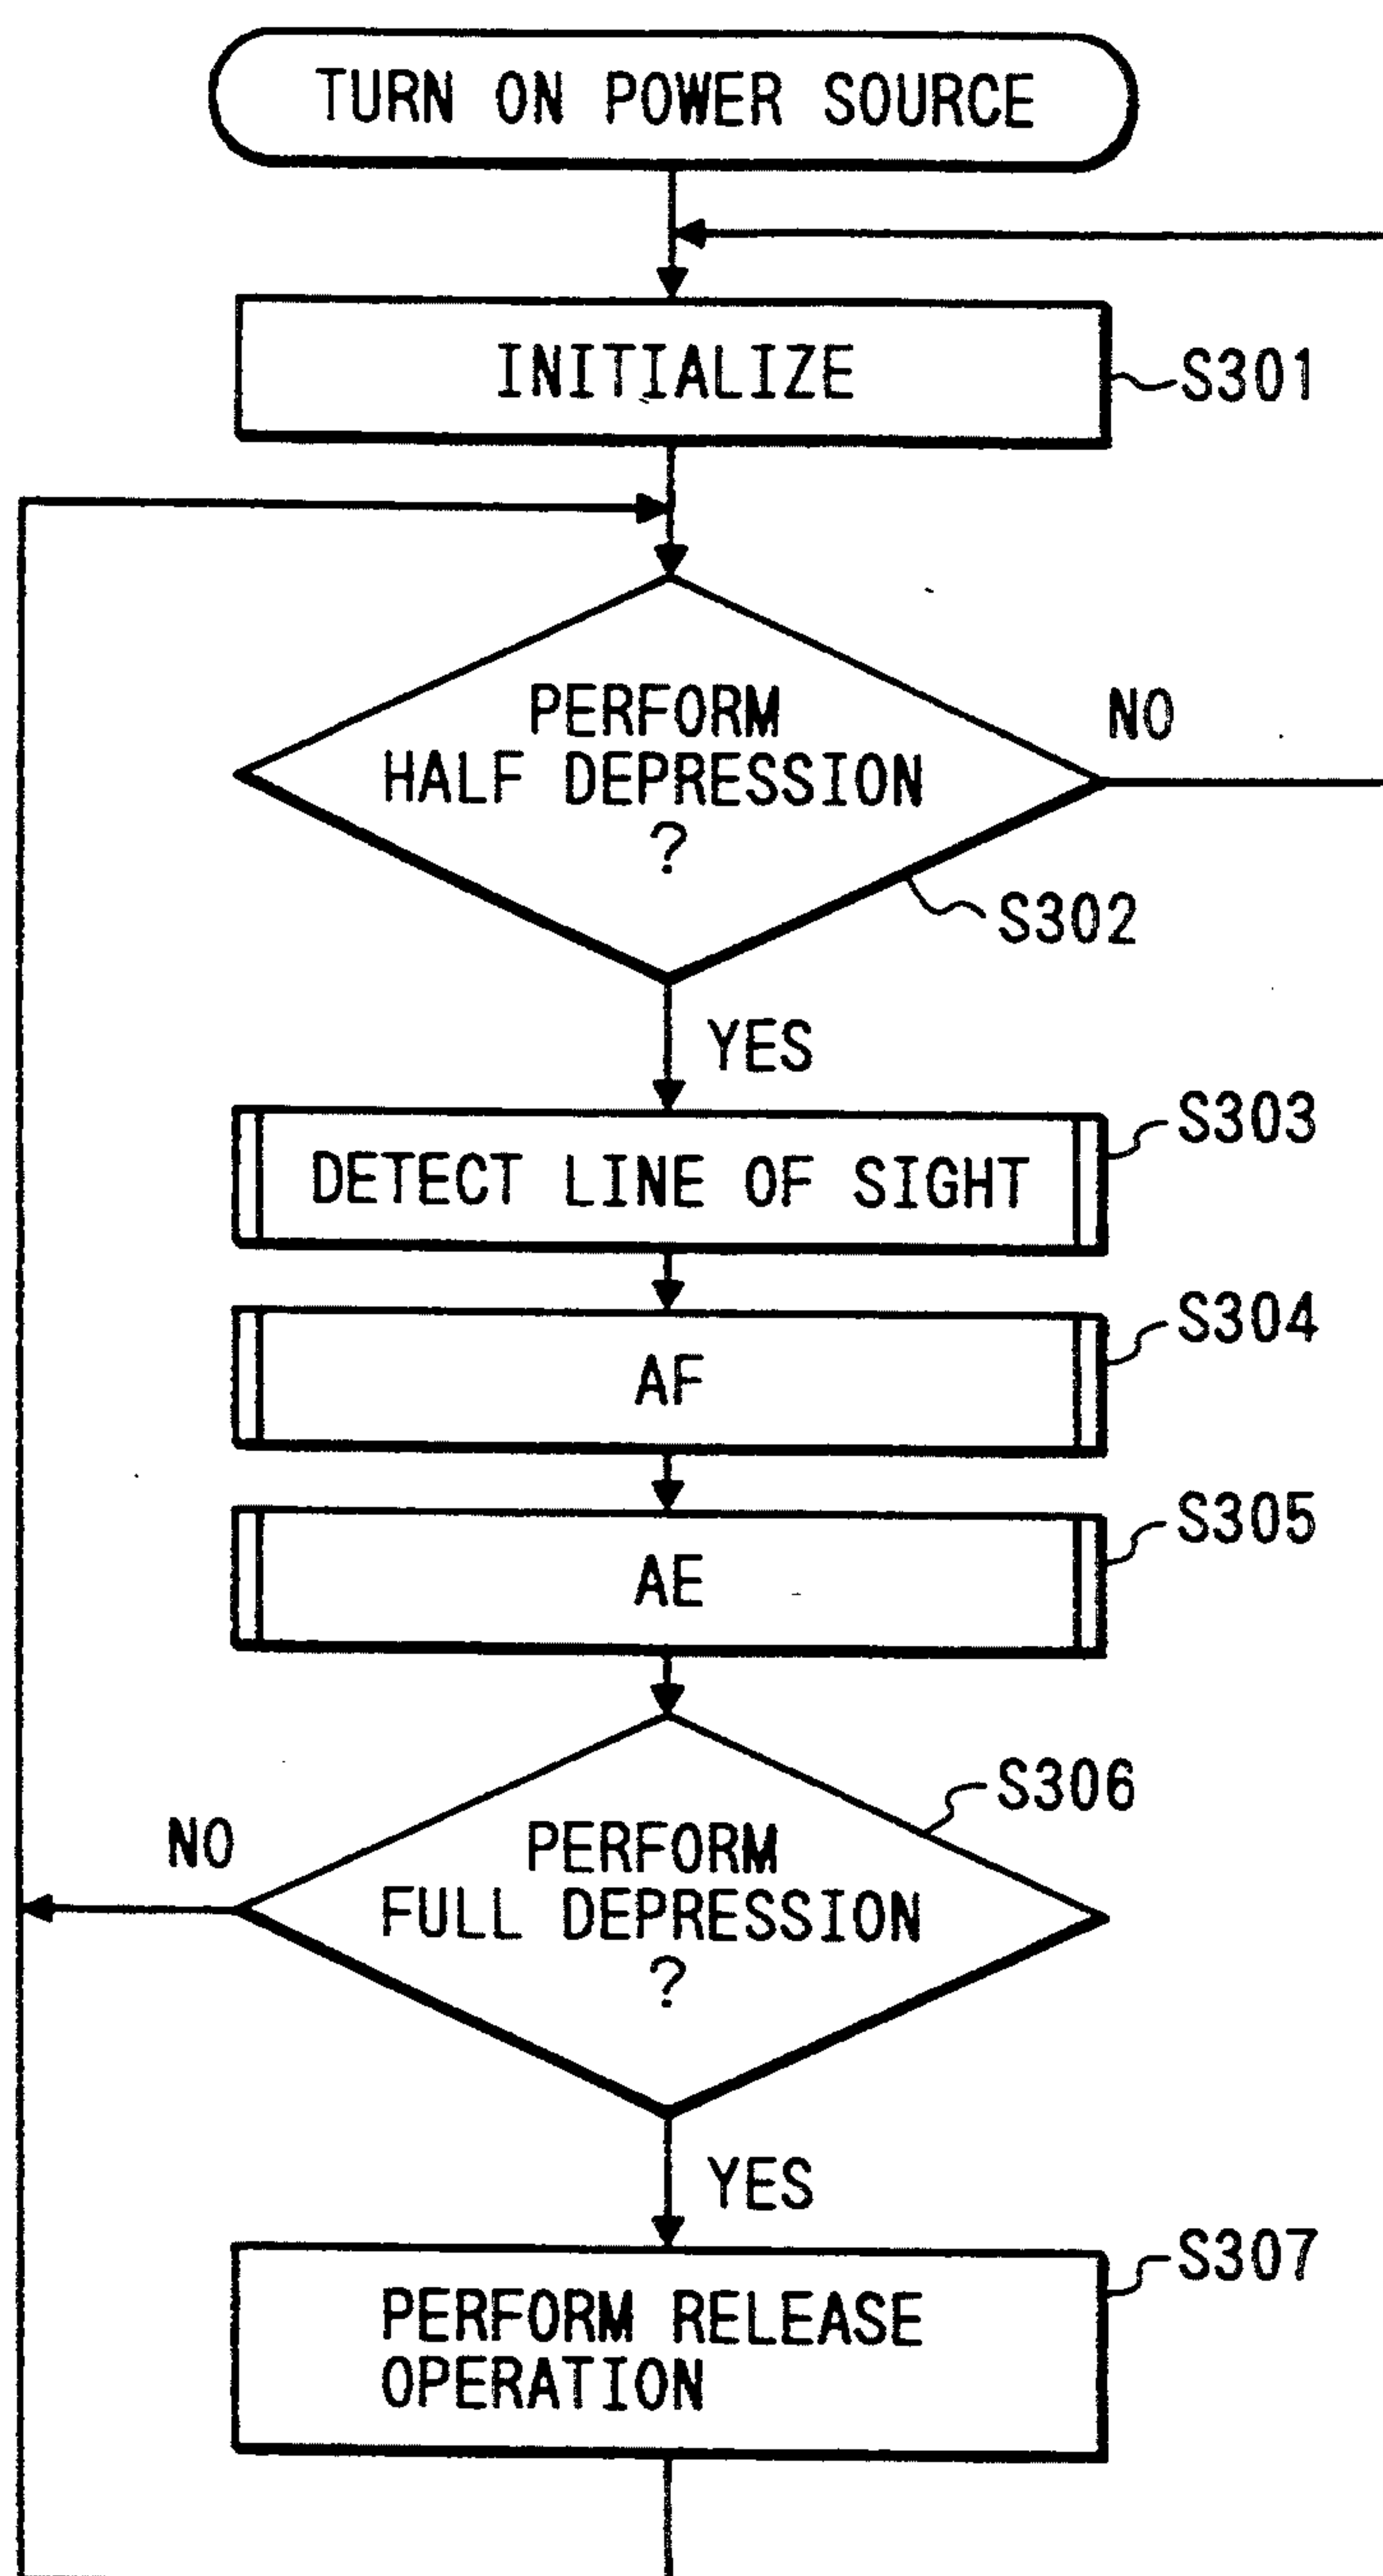 TURN ON POWER SOURCE
INITIALIZE
S301
PERFORM
HALF DEPRESSION
?
NO
S302
YES
DETECT LINE OF SIGHT
S303
AF
S304
AE
S305
PERFORM
FULL DEPRESSION
?
S306
NO
YES
PERFORM RELEASE
OPERATION
S307